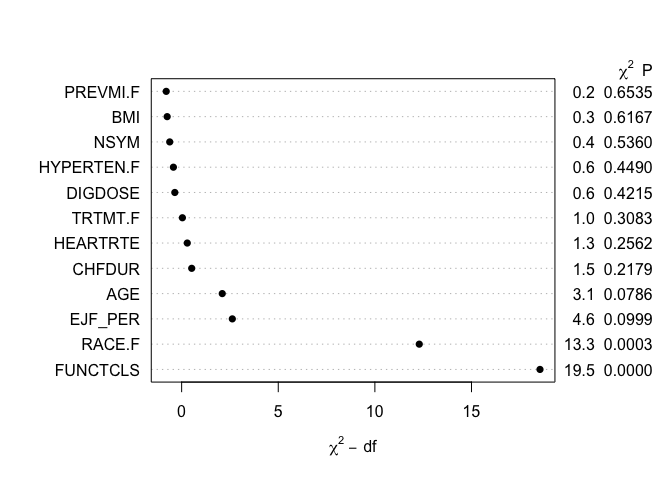 χ² P
PREVMI.F 0.2 0.6535
BMI 0.3 0.6167
NSYM 0.4 0.5360
HYPERTEN.F 0.6 0.4490
DIGDOSE 0.6 0.4215
TRTMT.F 1.0 0.3083
HEARTRTE 1.3 0.2562
CHFDUR 1.5 0.2179
AGE 3.1 0.0786
EJF_PER 4.6 0.0999
RACE.F 13.3 0.0003
FUNCTCLS 19.5 0.0000
0 5 10 15
χ² − df